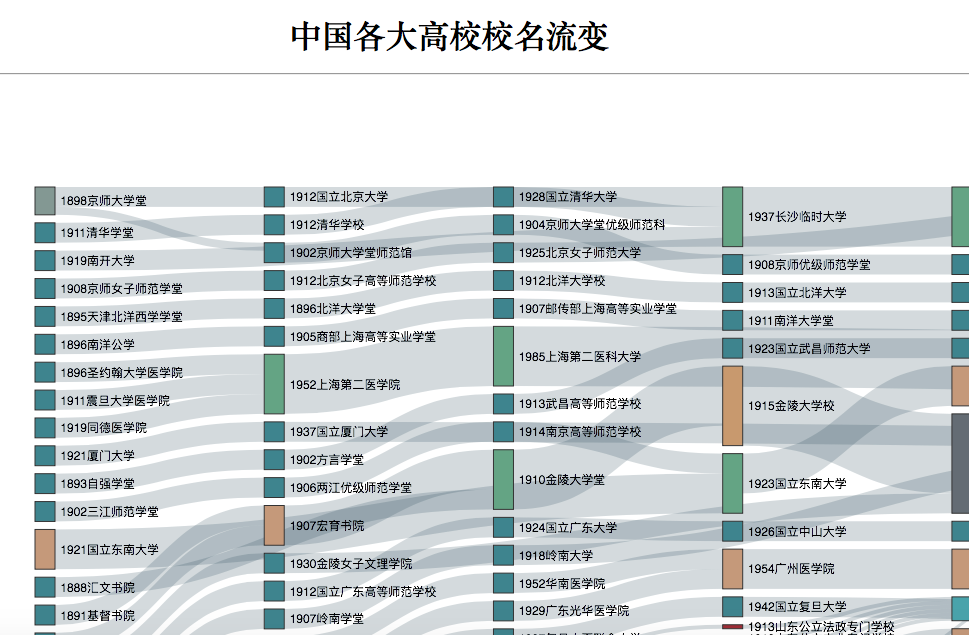 中国各大高校校名流变
1898京师大学堂
1911清华学堂
1919南开大学
1908京师女子师范学堂
1895天津北洋西学学堂
1896南洋公学
1896圣约翰大学医学院
1911震旦大学医学院
1919同德医学院
1921厦门大学
1893自强学堂
1902三江师范学堂
1921国立东南大学
1888汇文书院
1891基督书院
1912国立北京大学
1912清华学校
1902京师大学堂师范馆
1912北京女子高等师范学校
1896北洋大学堂
1905商部上海高等实业学堂
1952上海第二医学院
1937国立厦门大学
1902方言学堂
1906两江优级师范学堂
1907宏育书院
1930金陵女子文理学院
1912国立广东高等师范学校
1907岭南学堂
1928国立清华大学
1904京师大学堂优级师范科
1925北京女子师范大学
1912北洋大学校
1907邮传部上海高等实业学堂
1985上海第二医科大学
1913武昌高等师范学校
1914南京高等师范学校
1910金陵大学堂
1924国立广东大学
1918岭南大学
1952华南医学院
1929广东光华医学院
1937长沙临时大学
1908京师优级师范学堂
1913国立北洋大学
1911南洋大学堂
1923国立武昌师范大学
1915金陵大学校
1923国立东南大学
1926国立中山大学
1954广州医学院
1942国立复旦大学
1913山东公立法政专门学校